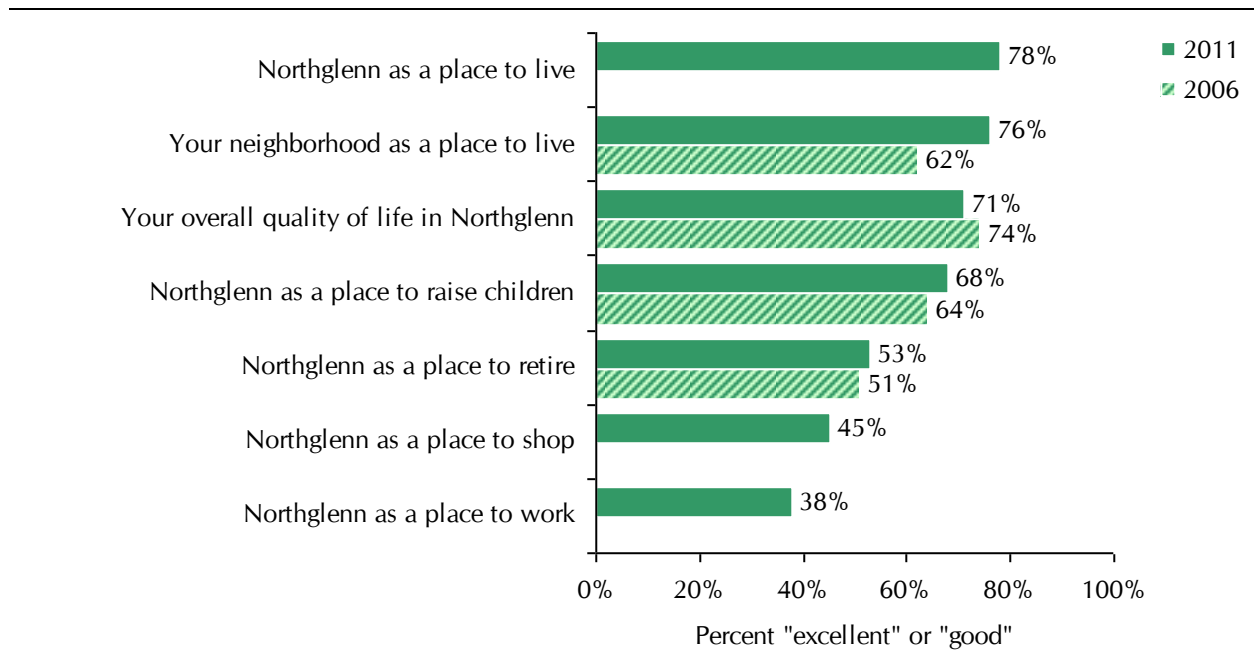 Northglenn as a place to live
78%
2011
2006
Your neighborhood as a place to live
76%
62%
Your overall quality of life in Northglenn
71%
74%
Northglenn as a place to raise children
68%
64%
Northglenn as a place to retire
53%
51%
Northglenn as a place to shop
45%
Northglenn as a place to work
38%
0% 20% 40% 60% 80% 100%
Percent "excellent" or "good"